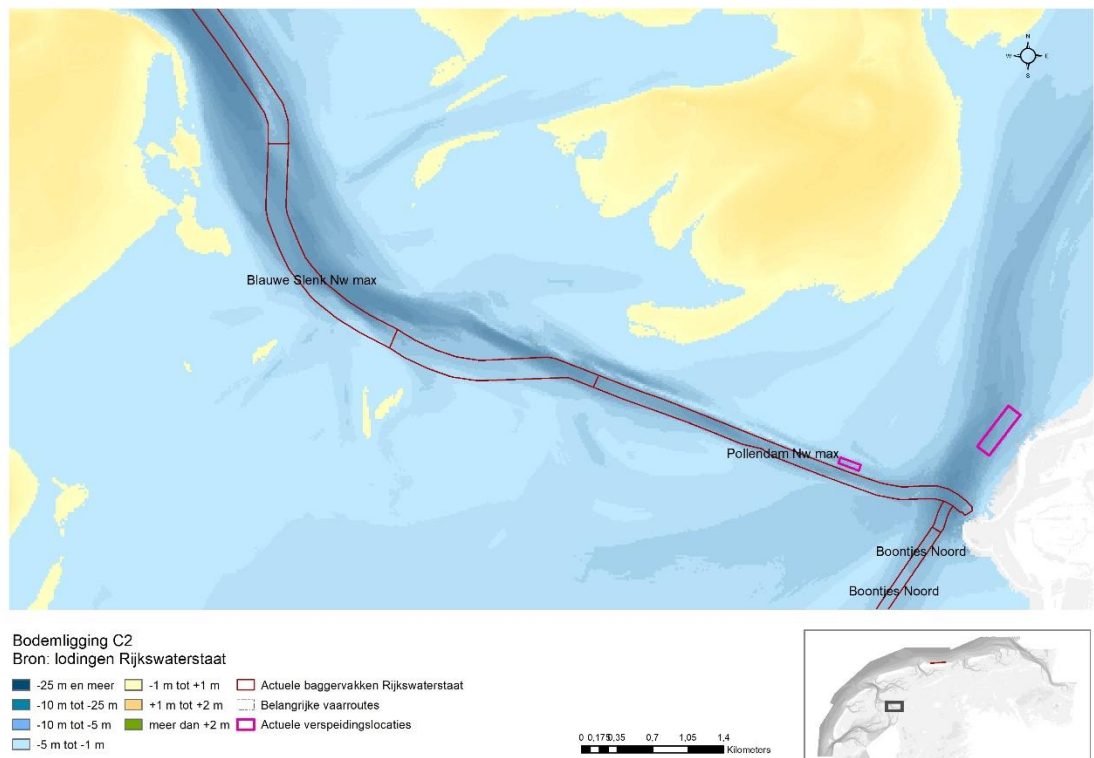 N
W E
S
Blauwe Slenk Nw max
Pollendam Nw max
Boontjes Noord
Boontjes Noord
Bodemligging C2
Bron: lodingen Rijkswaterstaat
-25 m en meer
-10 m tot -25 m
-10 m tot -5 m
-5 m tot -1 m
-1 m tot +1 m
+1 m tot +2 m
meer dan +2 m
Actuele baggervakken Rijkswaterstaat
Belangrijke vaarroutes
Actuele verspeidingslocaties
0 0,175 0,35 0,7 1,05 1,4
Kilometers